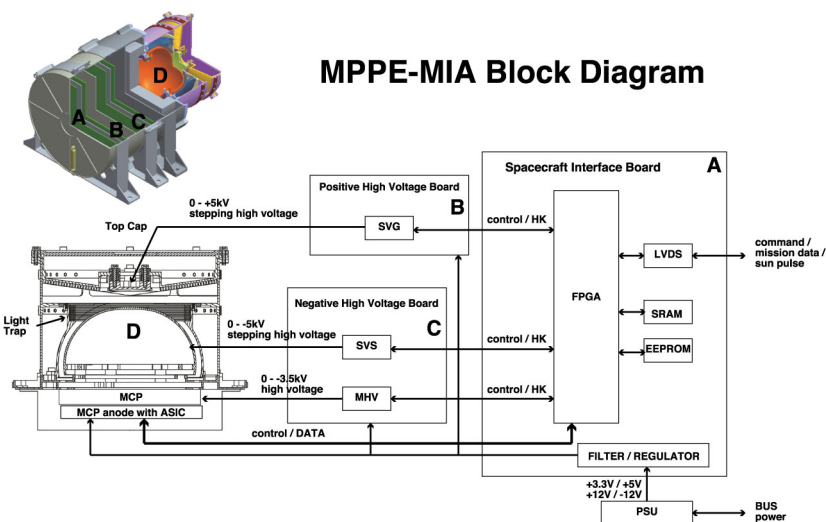 MPPE-MIA Block Diagram
D
A
B
C
Spacecraft Interface Board
A
Positive High Voltage Board
B
0 - +5kV
stepping high voltage
Top Cap
SVG
control / HK
LVDS
command /
mission data /
sun pulse
FPGA
Negative High Voltage Board
C
SRAM
Light
Trap
D
0 - -5kV
stepping high voltage
SVS
control / HK
EEPROM
0 - -3.5kV
high voltage
MHV
control / HK
MCP
MCP anode with ASIC
control / DATA
FILTER / REGULATOR
+3.3V / +5V
+12V / -12V
PSU
BUS
power